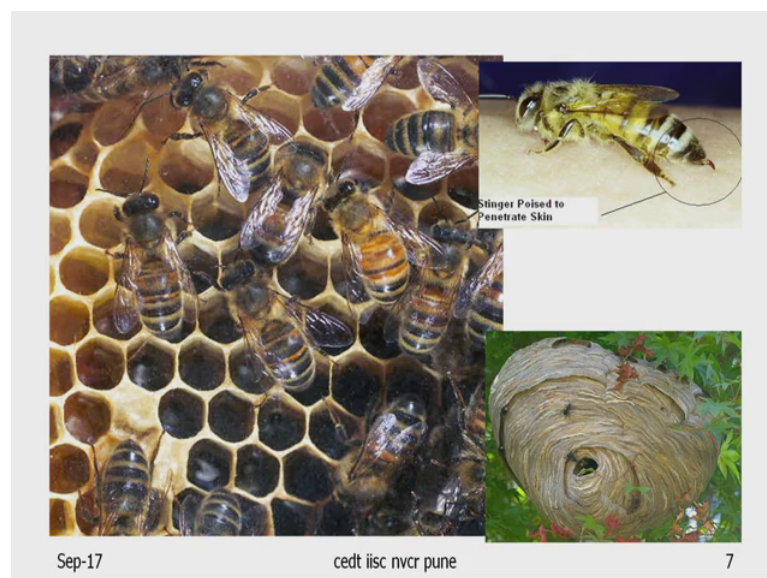 Stinger Poised to
Penetrate Skin
Sep-17
cedt iisc nvcr pune
7